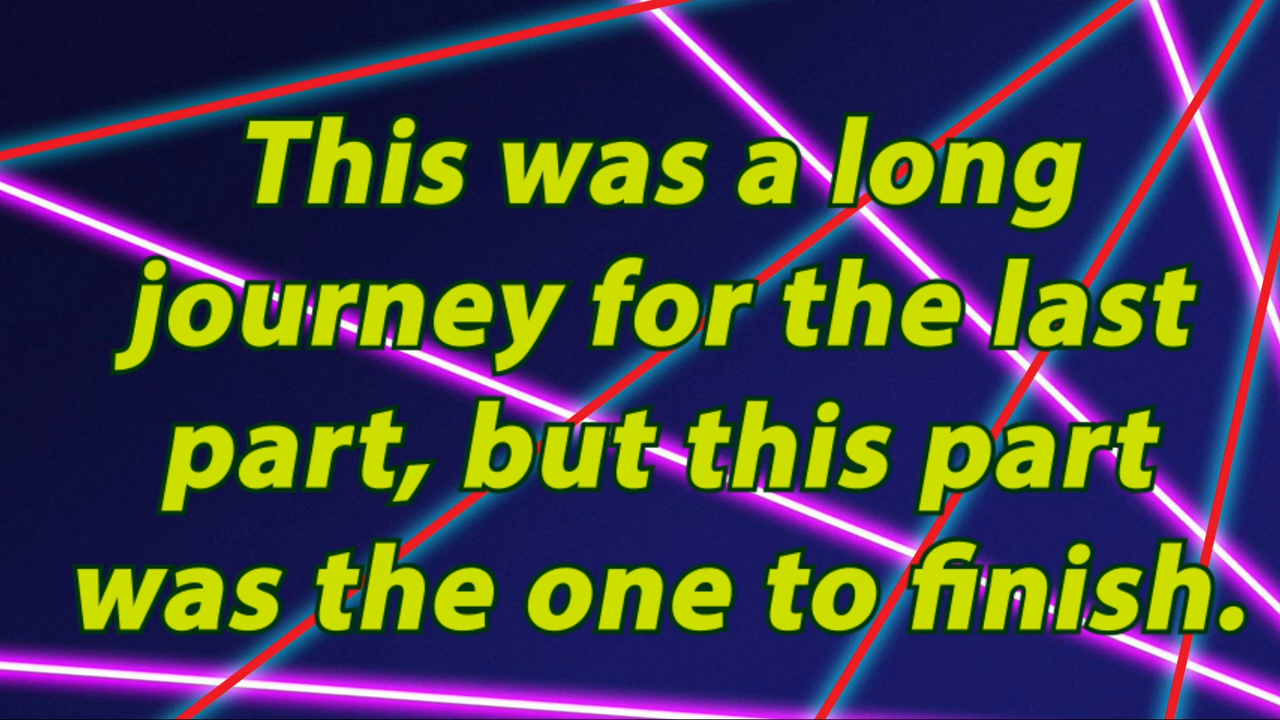 This was a long
journey for the last
part, but this part
was the one to finish.